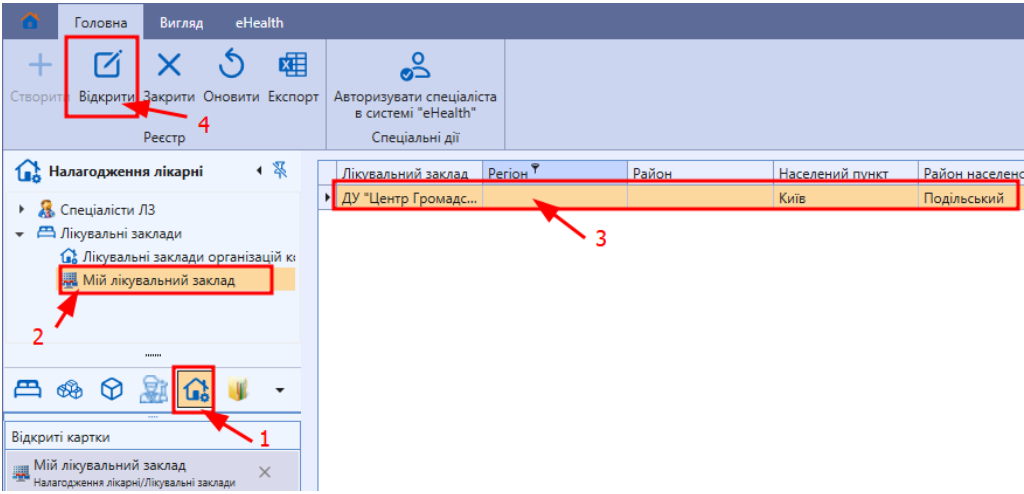 Головна Вигляд eHealth
Створити Відкрити Закрити Оновити Експорт
Авторизувати спеціаліста
в системі "eHealth"
4
Реєстр
Спеціальні дії
Налагодження лікарні
Спеціалісти ЛЗ
Лікувальні заклади
Лікувальні заклади організацій
Мій лікувальний заклад
2
Лікувальний заклад Регіон Район Населений пункт Район населено
ДУ "Центр Громадс... Київ Подільський
3
1
Відкриті картки
Мій лікувальний заклад
Налагодження лікарні/Лікувальні заклади